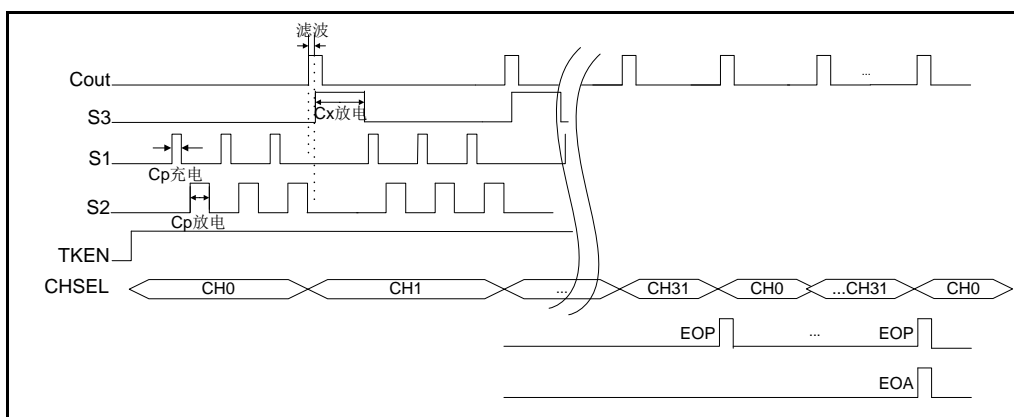 滤波
Cout
...
S3
Cx放电
S1
Cp充电
S2
Cp放电
TKEN
CHSEL
CH0
CH1
...
CH31
CH0
...CH31
CH0
EOP
...
EOP
EOA